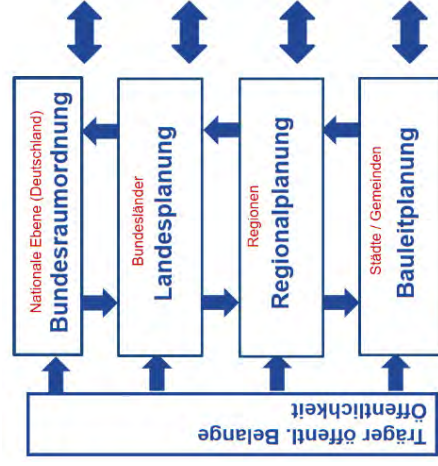 Nationale Ebene (Deutschland)
Bundesraumordnung
Bundesländer
Landesplanung
Regionen
Regionalplanung
Städte / Gemeinden
Bauleitplanung
Träger öffentl. Belange
Öffentlichkeit